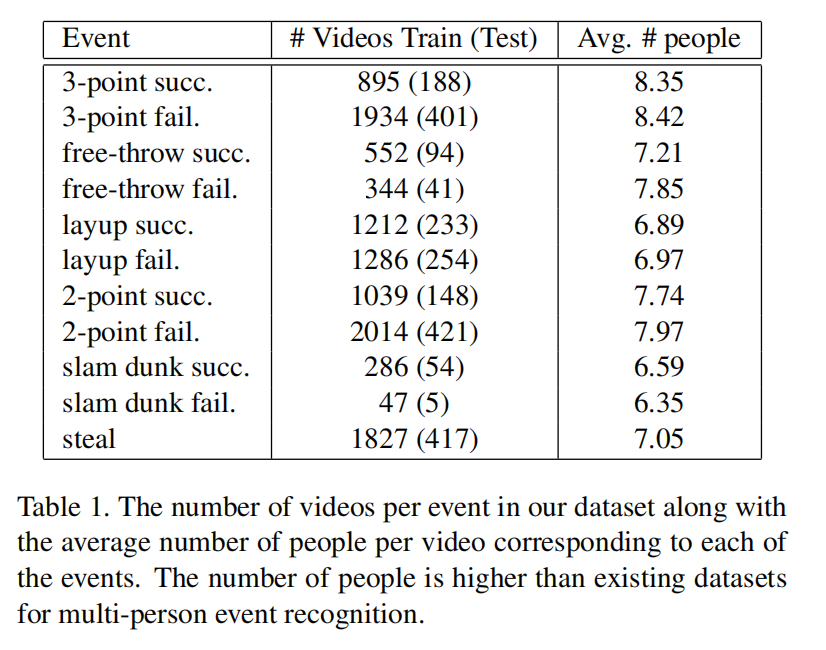 Event # Videos Train (Test) Avg. # people
3-point succ. 895 (188) 8.35
3-point fail. 1934 (401) 8.42
free-throw succ. 552 (94) 7.21
free-throw fail. 344 (41) 7.85
layup succ. 1212 (233) 6.89
layup fail. 1286 (254) 6.97
2-point succ. 1039 (148) 7.74
2-point fail. 2014 (421) 7.97
slam dunk succ. 286 (54) 6.59
slam dunk fail. 47 (5) 6.35
steal 1827 (417) 7.05
Table 1. The number of videos per event in our dataset along with
the average number of people per video corresponding to each of
the events. The number of people is higher than existing datasets
for multi-person event recognition.